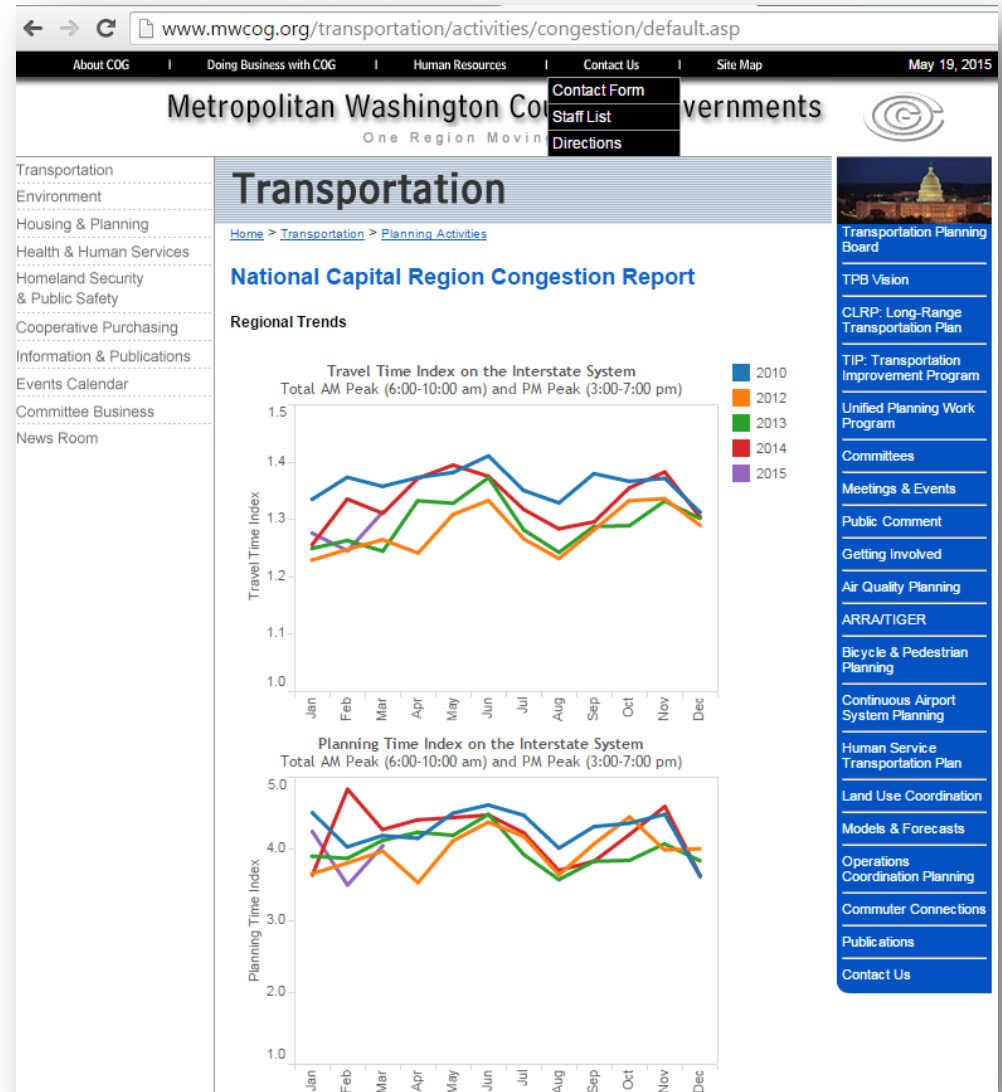 www.mwcog.org/transportation/activities/congestion/default.asp
About COG I Doing Business with COG I Human Resources I Contact Us I Site Map May 19, 2015
Contact Form
Staff List
Directions
Metropolitan Washington Cou vernments
One Region Movin
Transportation
Environment
Housing & Planning
Health & Human Services
Homeland Security
& Public Safety
Cooperative Purchasing
Information & Publications
Events Calendar
Committee Business
News Room
Transportation
Home > Transportation > Planning Activities
National Capital Region Congestion Report
Regional Trends
Travel Time Index on the Interstate System
Total AM Peak (6:00-10:00 am) and PM Peak (3:00-7:00 pm)
2010
2012
2013
2014
2015
Travel Time Index
1.5
1.4
1.3
1.2
1.1
1.0
Jan Feb Mar Apr May Jun Jul Aug Sep Oct Nov Dec
Planning Time Index on the Interstate System
Total AM Peak (6:00-10:00 am) and PM Peak (3:00-7:00 pm)
Planning Time Index
5.0
4.0
3.0
2.0
1.0
Jan Feb Mar Apr May Jun Jul Aug Sep Oct Nov Dec
Transportation Planning
Board
TPB Vision
CLRP: Long-Range
Transportation Plan
TIP: Transportation
Improvement Program
Unified Planning Work
Program
Committees
Meetings & Events
Public Comment
Getting Involved
Air Quality Planning
ARRA/TIGER
Bicycle & Pedestrian
Planning
Continuous Airport
System Planning
Human Service
Transportation Plan
Land Use Coordination
Models & Forecasts
Operations
Coordination Planning
Commuter Connections
Publications
Contact Us